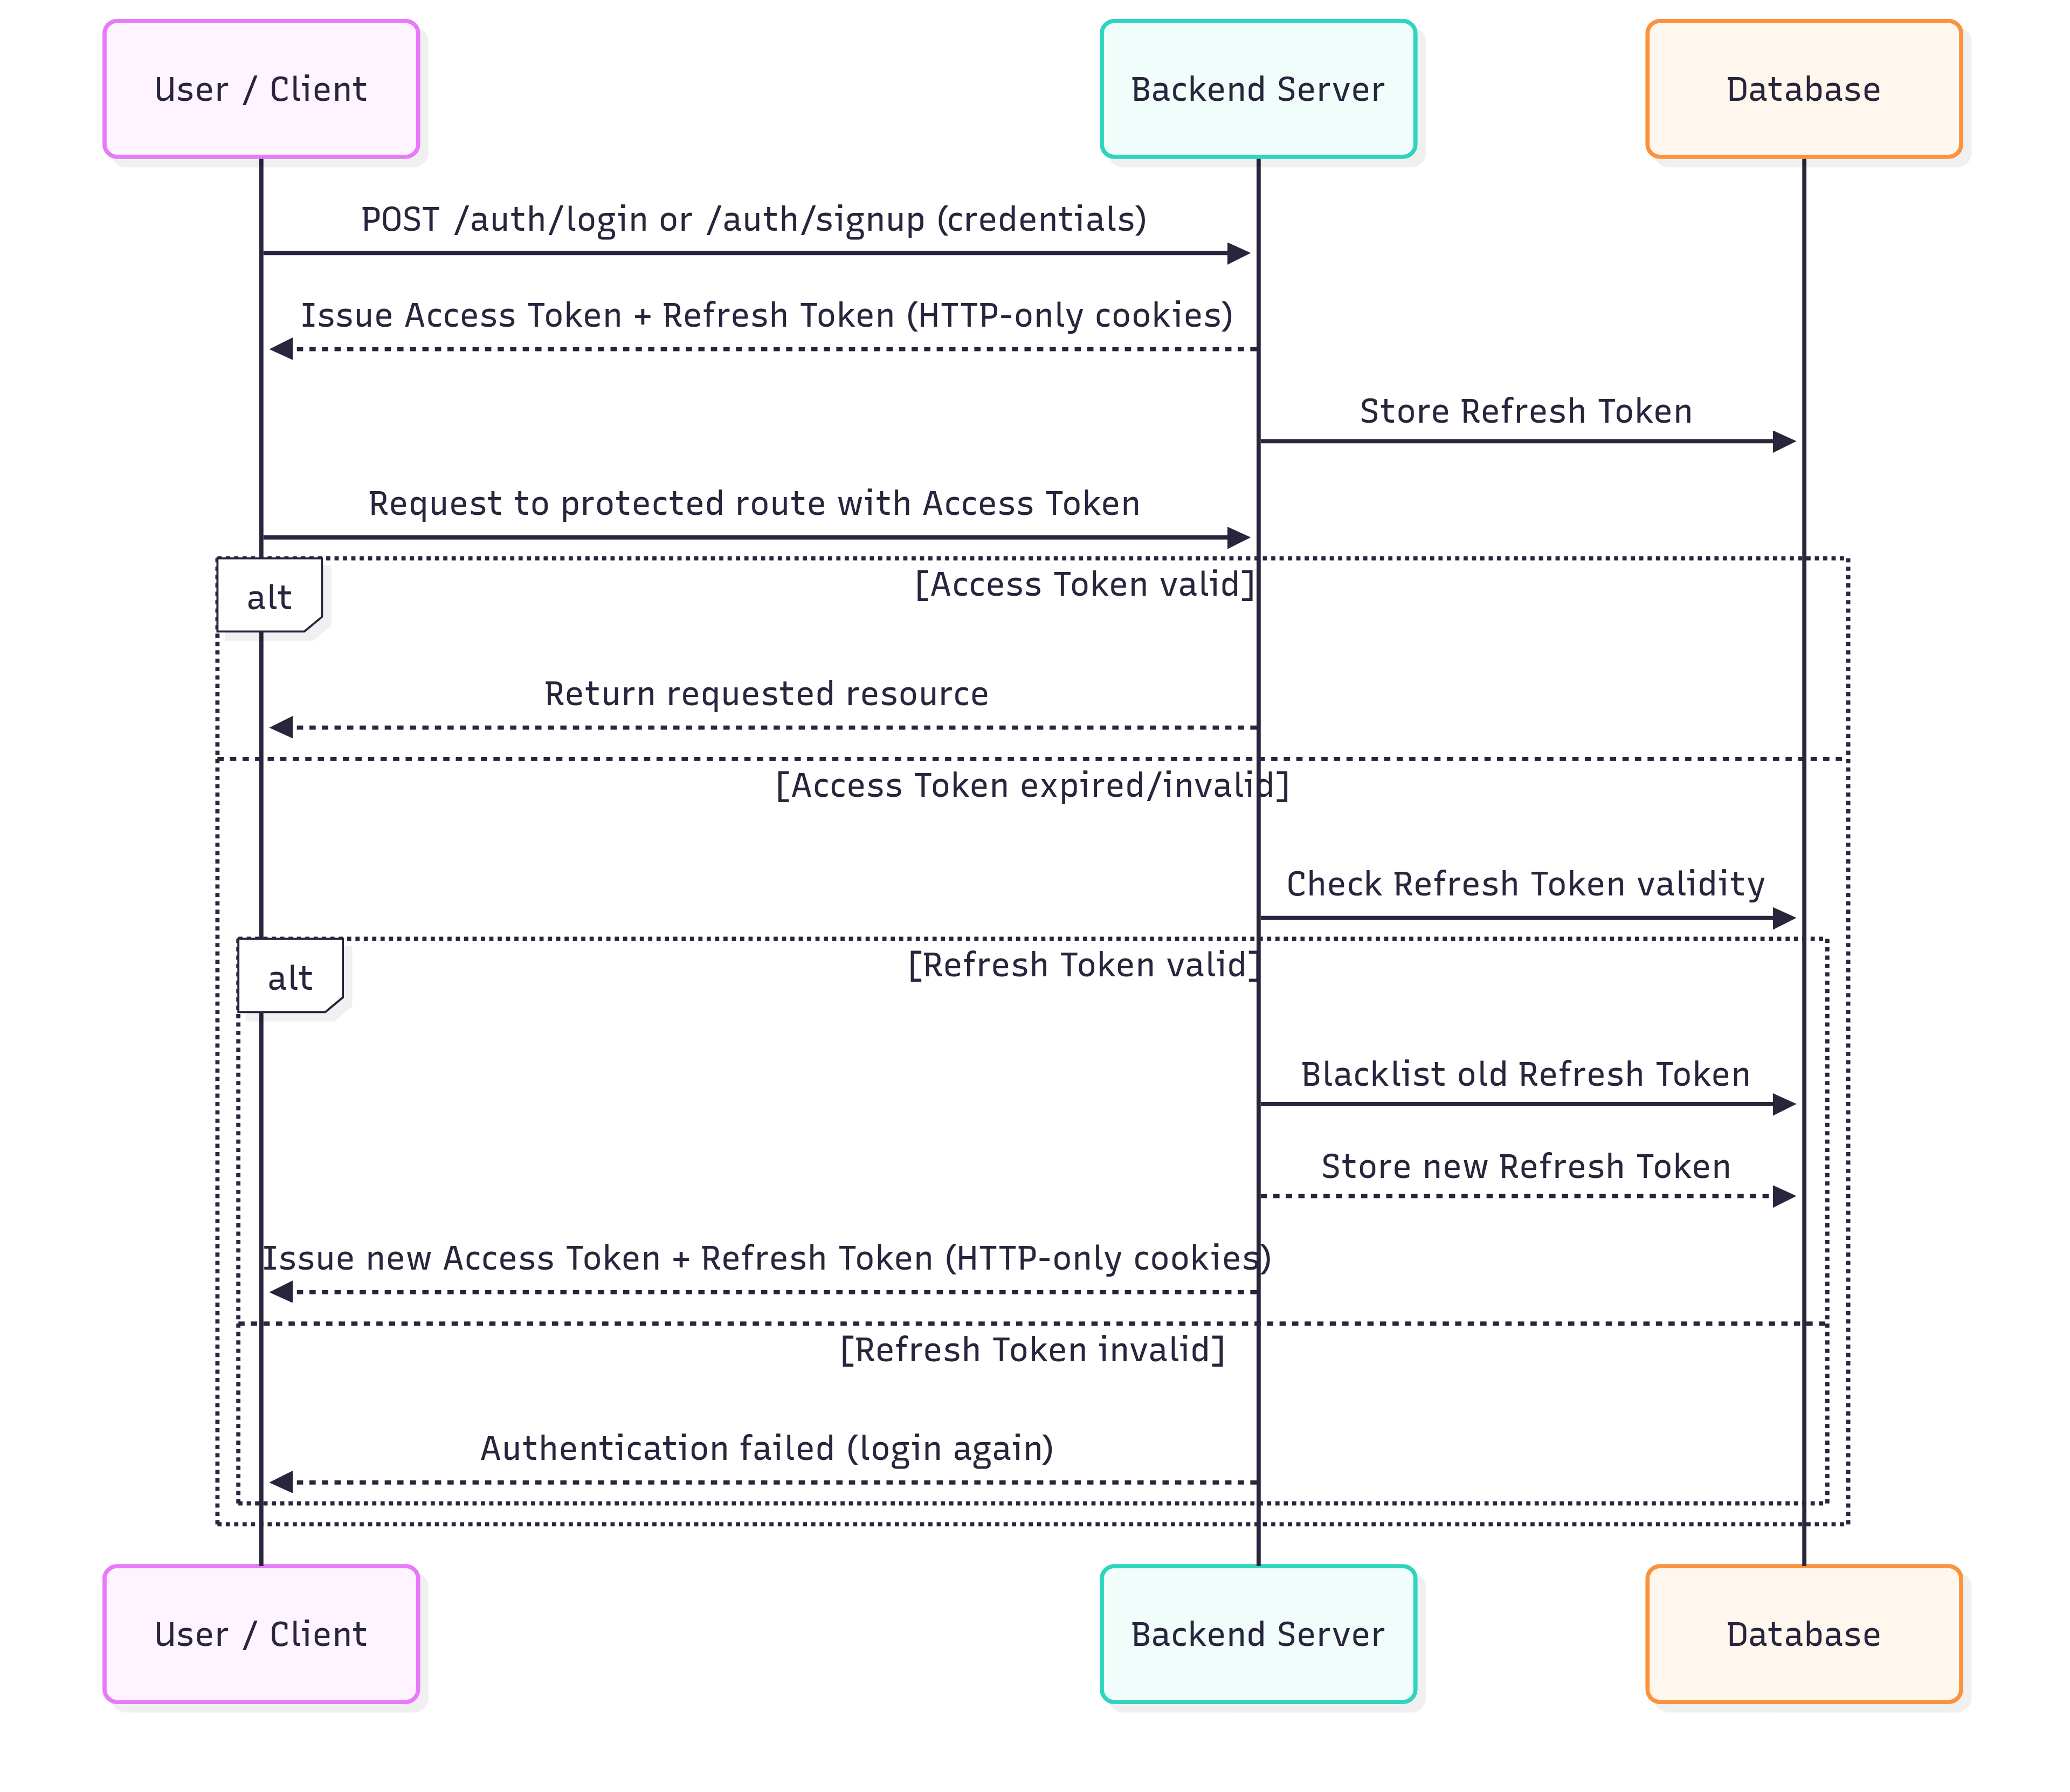 User / Client
Backend Server
Database
POST /auth/login or /auth/signup (credentials)
Issue Access Token + Refresh Token (HTTP-only cookies)
Store Refresh Token
Request to protected route with Access Token
alt
[Access Token valid]
Return requested resource
[Access Token expired/invalid]
Check Refresh Token validity
alt
[Refresh Token valid]
Blacklist old Refresh Token
Store new Refresh Token
Issue new Access Token + Refresh Token (HTTP-only cookies)
[Refresh Token invalid]
Authentication failed (login again)
User / Client
Backend Server
Database